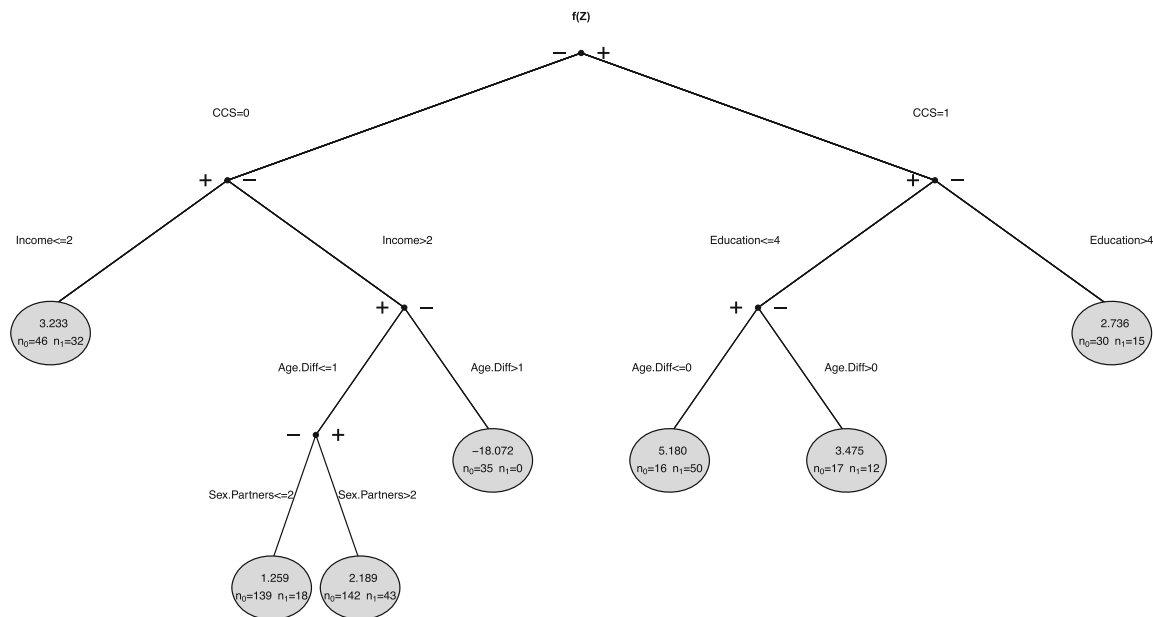 f(Z)
− +
CCS=0
CCS=1
+ −
+ −
Income<=2
Income>2
Education<=4
Education>4
3.233
n₀=46 n₁=32
+ −
+ −
2.736
n₀=30 n₁=15
Age.Diff<=1
Age.Diff>1
Age.Diff<=0
Age.Diff>0
− +
−18.072
n₀=35 n₁=0
5.180
n₀=16 n₁=50
3.475
n₀=17 n₁=12
Sex.Partners<=2
Sex.Partners>2
1.259
n₀=139 n₁=18
2.189
n₀=142 n₁=43